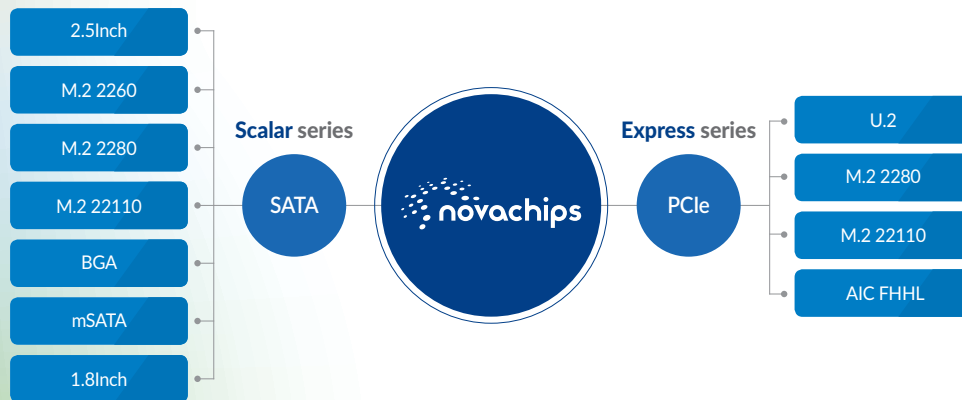 2.5Inch
M.2 2260
M.2 2280
M.2 22110
BGA
mSATA
1.8Inch
Scalar series
SATA
novachips
Express series
PCIe
U.2
M.2 2280
M.2 22110
AIC FHHL